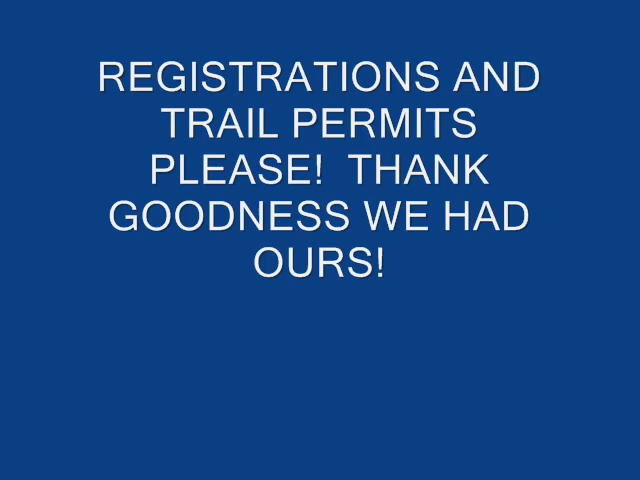 REGISTRATIONS AND
TRAIL PERMITS
PLEASE!  THANK
GOODNESS WE HAD
OURS!